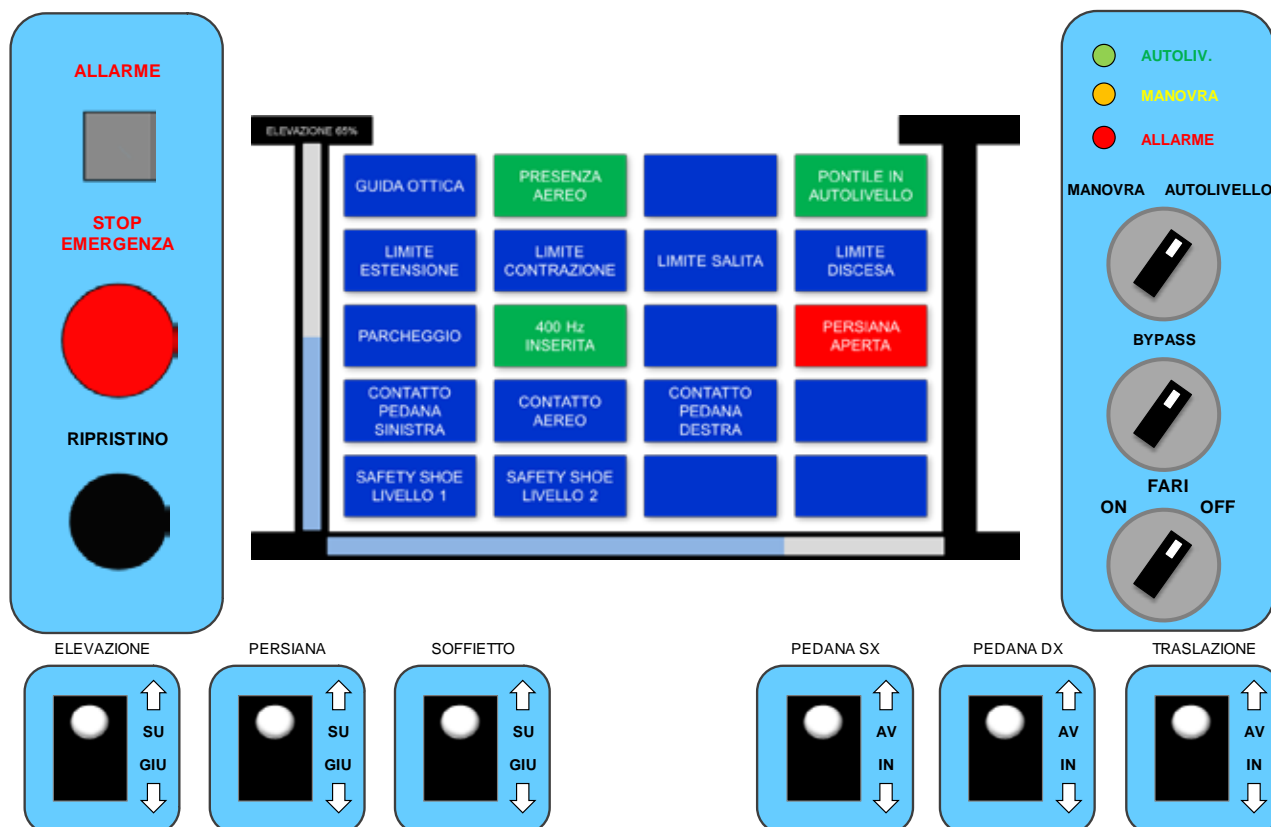 ALLARME
STOP
EMERGENZA
RIPRISTINO
ELEVAZIONE 65%
GUIDA OTTICA
PRESENZA
AEREO
PONTILE IN
AUTOLIVELLO
LIMITE
ESTENSIONE
LIMITE
CONTRAZIONE
LIMITE SALITA
LIMITE
DISCESA
PARCHEGGIO
400 Hz
INSERITA
PERSIANA
APERTA
CONTATTO
PEDANA
SINISTRA
CONTATTO
AEREO
CONTATTO
PEDANA
DESTRA
SAFETY SHOE
LIVELLO 1
SAFETY SHOE
LIVELLO 2
AUTOLIV.
MANOVRA
ALLARME
MANOVRA AUTOLIVELLO
BYPASS
FARI
ON OFF
ELEVAZIONE
SU
GIU
PERSIANA
SU
GIU
SOFFIETTO
SU
GIU
PEDANA SX
AV
IN
PEDANA DX
AV
IN
TRASLAZIONE
AV
IN